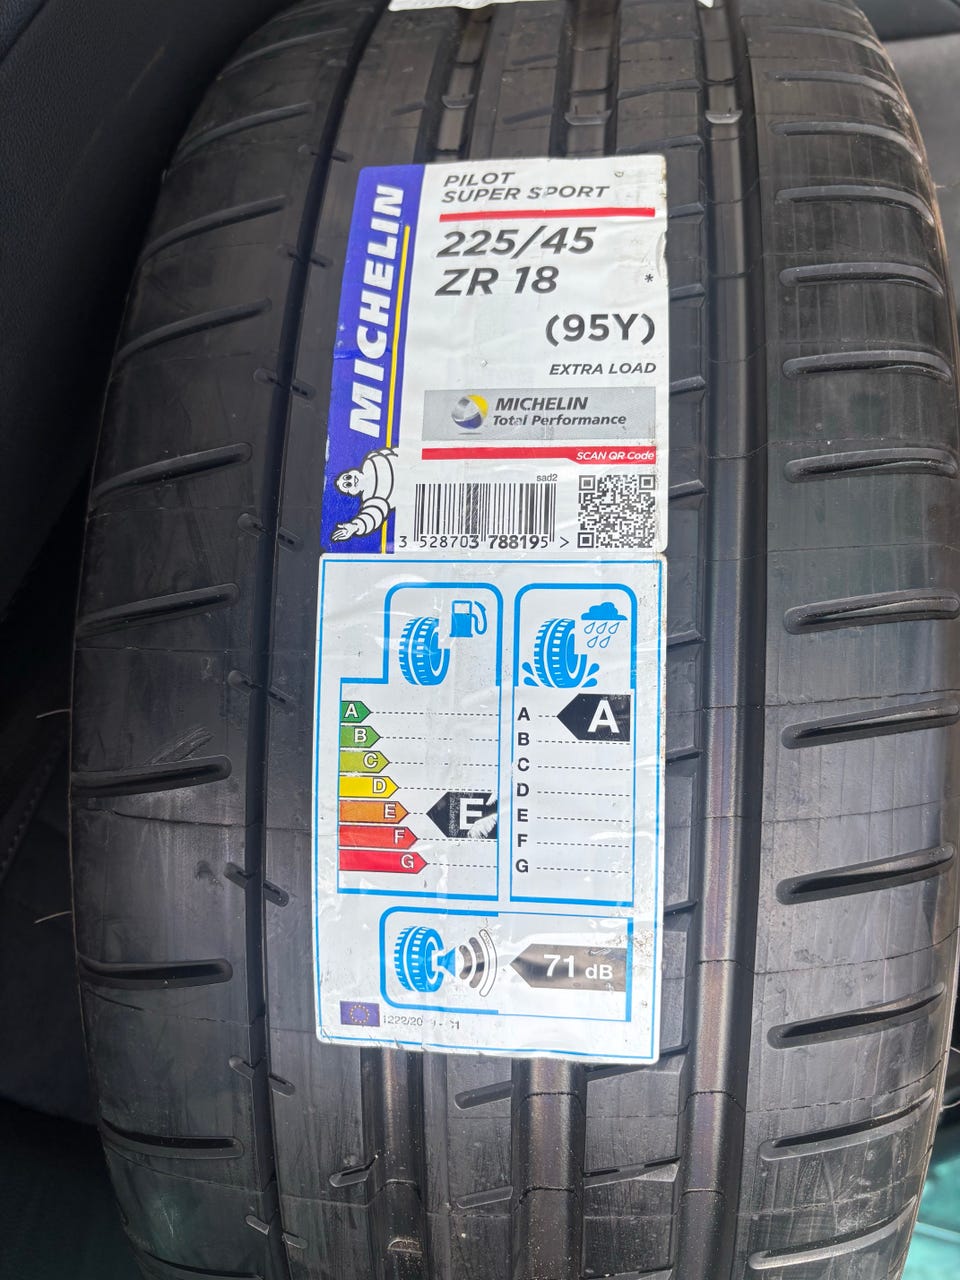 MICHELIN
PILOT
SUPER SPORT
225/45
ZR 18 *
(95Y)
EXTRA LOAD
MICHELIN
Total Performance
SCAN QR Code
sad2
3 528703 788195 >
A
B
C
D
E
F
G
E
A
B
C
D
E
F
G
A
71 dB